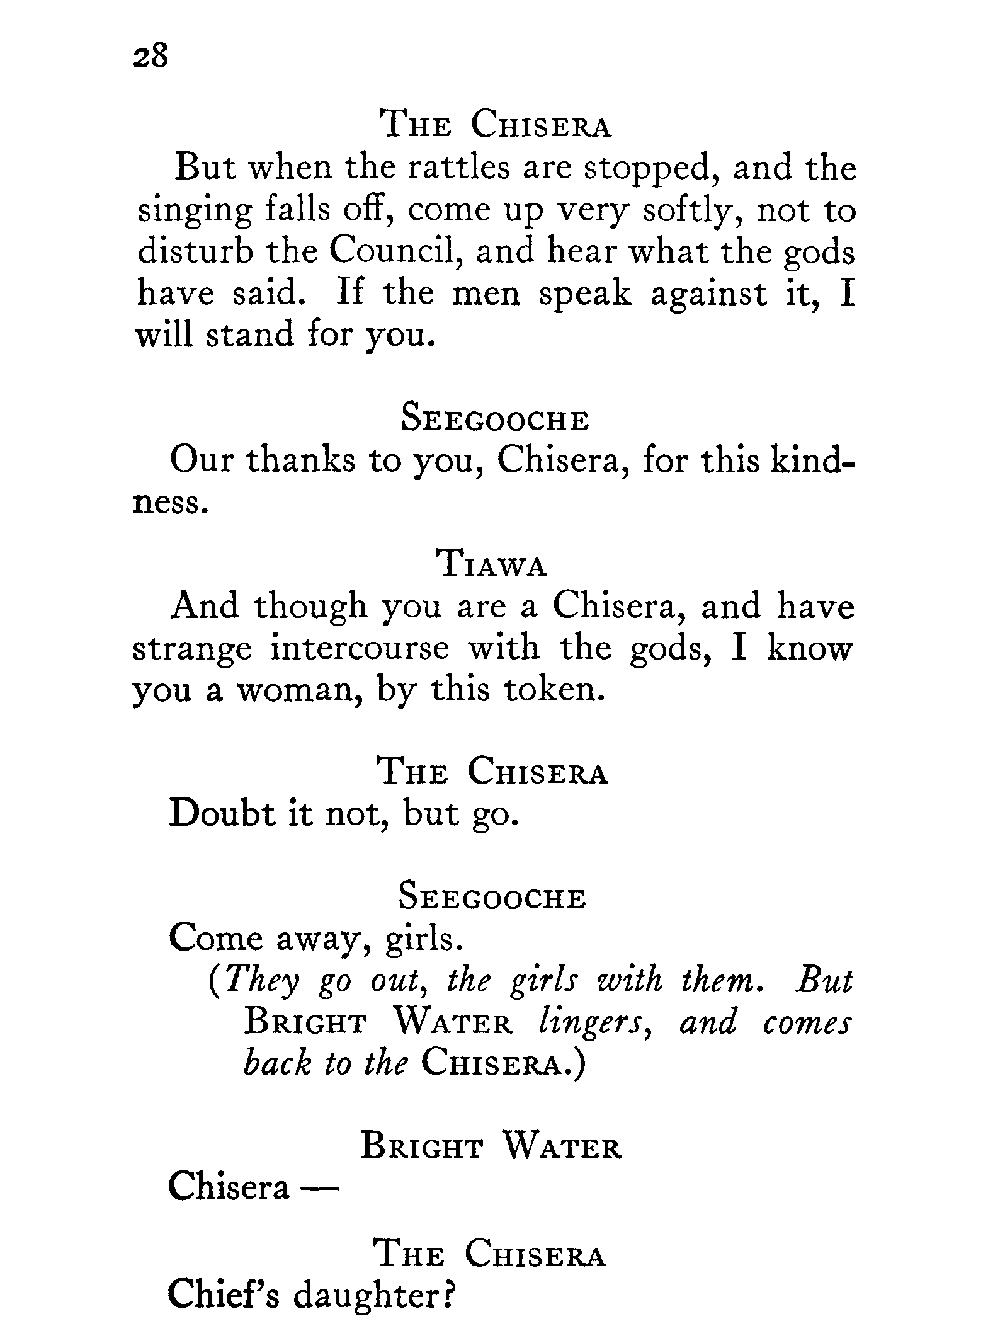 28
THE CHISERA
But when the rattles are stopped, and the
singing falls off, come up very softly, not to
disturb the Council, and hear what the gods
have said. If the men speak against it, I
will stand for you.
SEEGOOCHE
Our thanks to you, Chisera, for this kind-
ness.
TIAWA
And though you are a Chisera, and have
strange intercourse with the gods, I know
you a woman, by this token.
THE CHISERA
Doubt it not, but go.
SEEGOOCHE
Come away, girls.
(They go out, the girls with them. But
BRIGHT WATER lingers, and comes
back to the CHISERA.)
BRIGHT WATER
Chisera —
THE CHISERA
Chief's daughter?